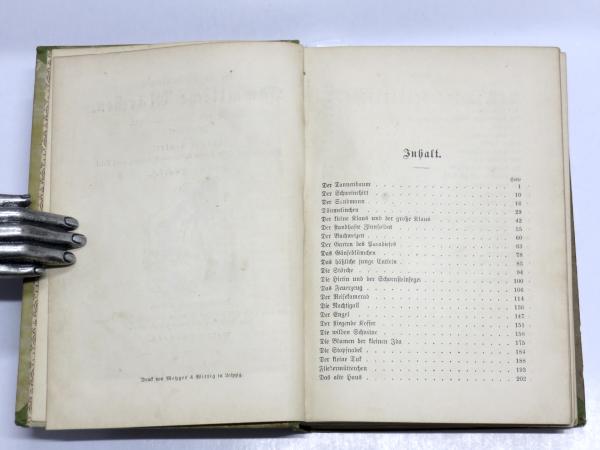 Druck von Metzger & Wittig in Leipzig.
Inhalt.
Seite
Der Tannenbaum 1
Der Schweinehirt 10
Der Sandmann 16
Däumelinchen 29
Der kleine Klaus und der große Klaus 42
Der standhafte Zinnsoldat 55
Der Buchweizen 60
Der Garten des Paradieses 63
Das Gänseblümchen 78
Das häßliche junge Entlein 83
Die Störche 94
Die Hirtin und der Schornsteinfeger 100
Das Feuerzeug 106
Der Reisekamerad 114
Die Nachtigall 136
Der Engel 147
Der fliegende Koffer 151
Die wilden Schwäne 156
Die Blumen der kleinen Ida 175
Die Stopfnadel 184
Der kleine Tuk 188
Fliedermütterchen 193
Das alte Haus 202